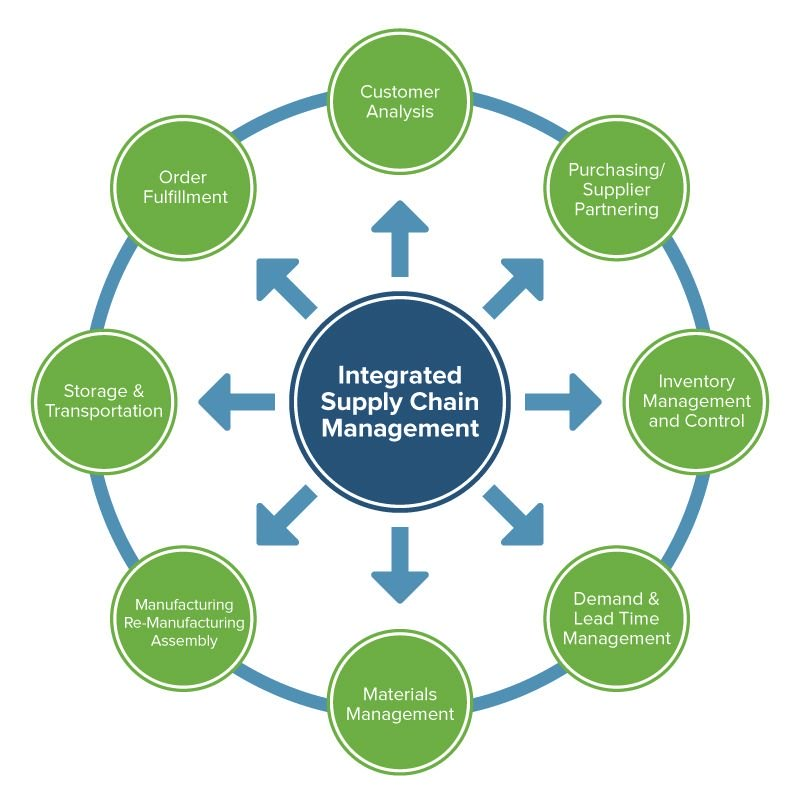 Customer
Analysis
Purchasing/
Supplier
Partnering
Inventory
Management
and Control
Demand &
Lead Time
Management
Materials
Management
Manufacturing
Re-Manufacturing
Assembly
Storage &
Transportation
Order
Fulfillment
Integrated
Supply Chain
Management